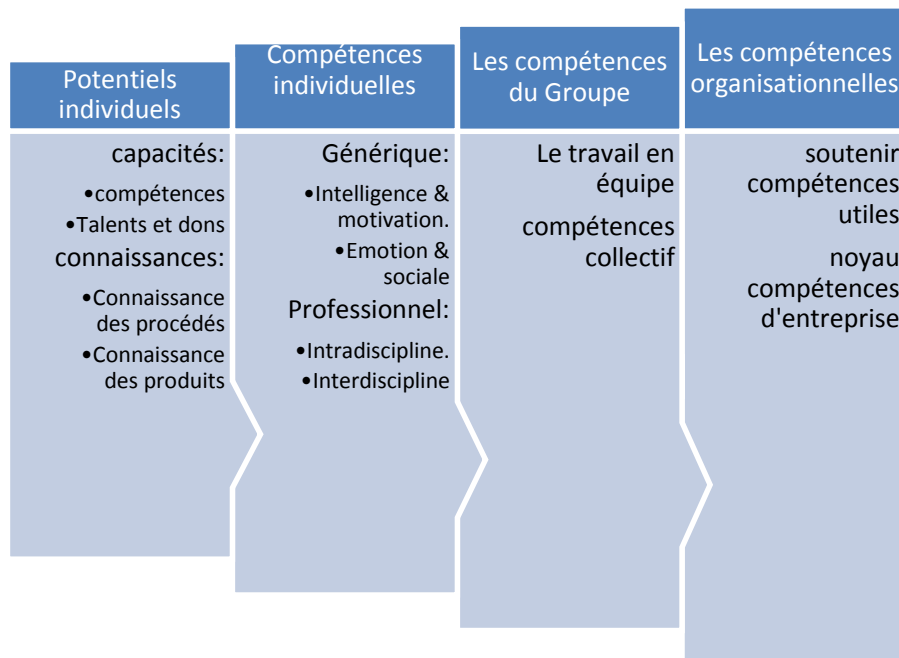 Potentiels
individuels
capacités:
•compétences
•Talents et dons
connaissances:
•Connaissance
des procédés
•Connaissance
des produits
Compétences
individuelles
Générique:
•Intelligence &
motivation.
•Emotion &
sociale
Professionnel:
•Intradiscipline.
•Interdiscipline
Les compétences
du Groupe
Le travail en
équipe
compétences
collectif
Les compétences
organisationnelles
soutenir
compétences
utiles
noyau
compétences
d'entreprise